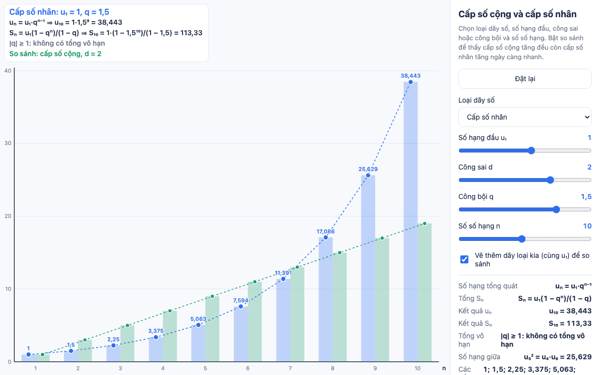 Cấp số nhân: u₁ = 1, q = 1,5
uₙ = u₁·qⁿ⁻¹ ⇒ u₁₀ = 1·1,5⁹ = 38,443
Sₙ = u₁(1 − qⁿ)/(1 − q) ⇒ S₁₀ = 1·(1 − 1,5¹⁰)/(1 − 1,5) = 113,33
|q| ≥ 1: không có tổng vô hạn
So sánh: cấp số cộng, d = 2
40
30
20
10
0
1
1,5
2,25
3,375
5,063
7,594
11,391
17,086
25,629
38,443
1 2 3 4 5 6 7 8 9 10 n
Cấp số cộng và cấp số nhân
Chọn loại dãy số, số hạng đầu, công sai
hoặc công bội và số số hạng. Bật so sánh
để thấy cấp số cộng tăng đều còn cấp số
nhân tăng ngày càng nhanh.
Đặt lại
Loại dãy số
Cấp số nhân
Số hạng đầu u₁ 1
Công sai d 2
Công bội q 1,5
Số số hạng n 10
Vẽ thêm dãy loại kia (cùng u₁) để so
sánh
Số hạng tổng quát uₙ = u₁·qⁿ⁻¹
Tổng Sₙ Sₙ = u₁(1 − qⁿ)/(1 − q)
Kết quả uₙ u₁₀ = 38,443
Kết quả Sₙ S₁₀ = 113,33
Tổng vô hạn |q| ≥ 1: không có tổng vô hạn
Số hạng giữa u₅² = u₄·u₆ = 25,629
Các 1; 1,5; 2,25; 3,375; 5,063;